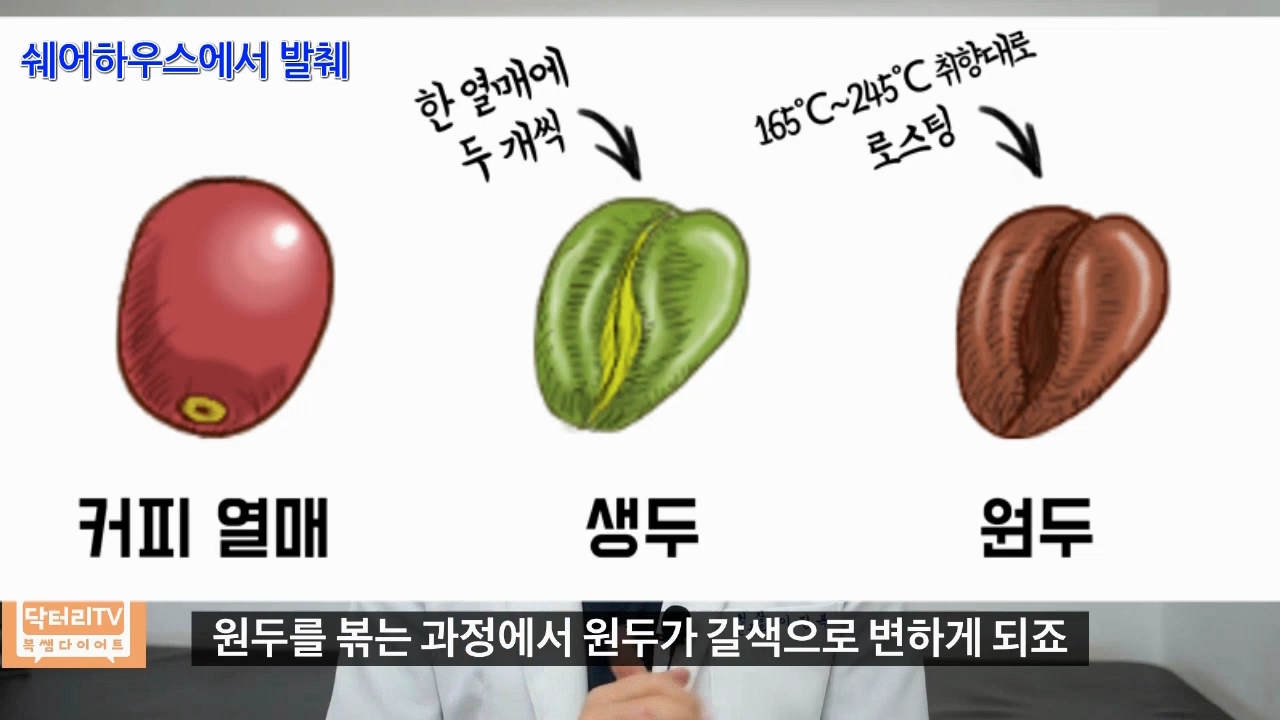 쉐어하우스에서 발췌
한 열매에
두 개씩
165°C~245°C 취향대로
로스팅
커피 열매
생두
원두
닥터리TV
복쌤다이어트
원두를 볶는 과정에서 원두가 갈색으로 변하게 되죠